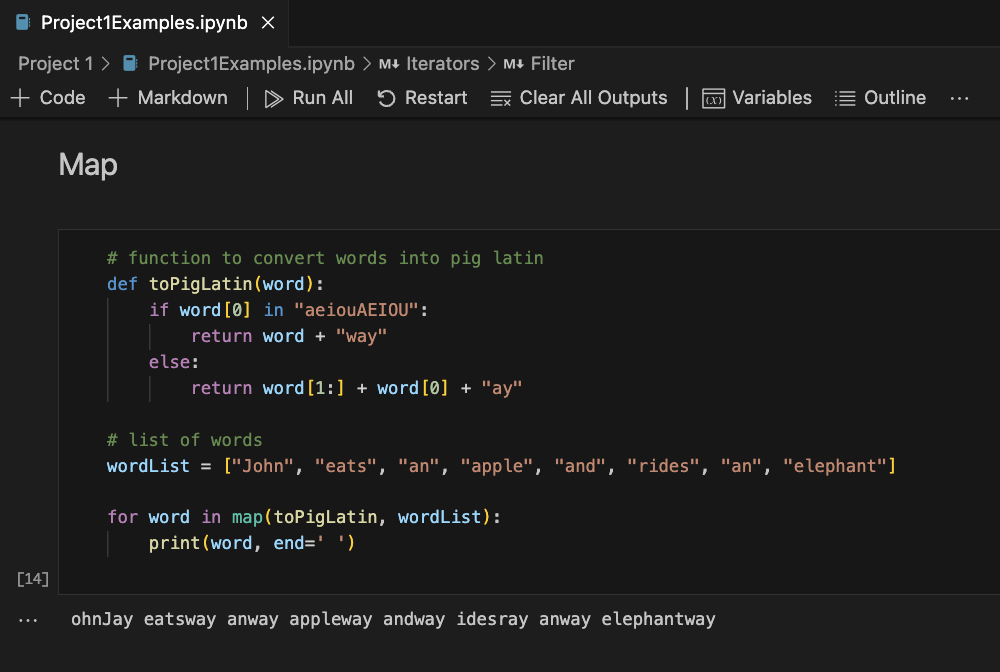 Project1Examples.ipynb
Project 1 > Project1Examples.ipynb > M↓ Iterators > M↓ Filter
+ Code + Markdown | Run All Restart Clear All Outputs | (x) Variables Outline ...
Map
# function to convert words into pig latin
def toPigLatin(word):
    if word[0] in "aeiouAEIOU":
        return word + "way"
    else:
        return word[1:] + word[0] + "ay"
# list of words
wordList = ["John", "eats", "an", "apple", "and", "rides", "an", "elephant"]
for word in map(toPigLatin, wordList):
    print(word, end=' ')
[14]
... ohnJay eatsway anway appleway andway idesray anway elephantway